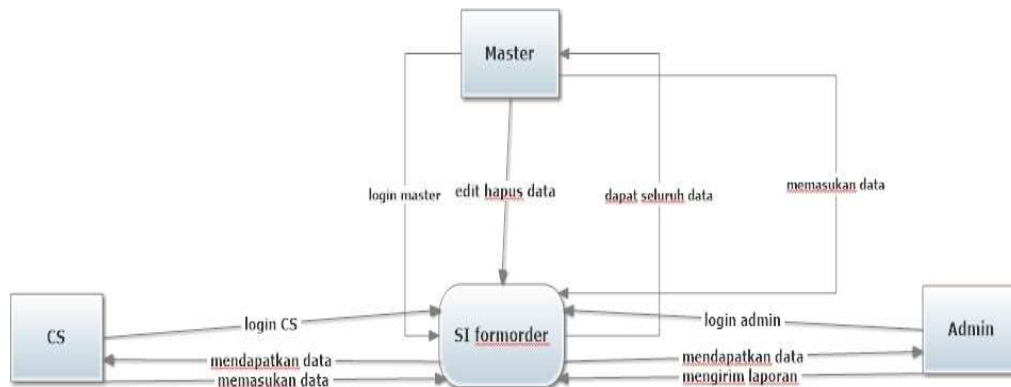 Master
login master
edit hapus data
dapat seluruh data
memasukan data
CS
login CS
mendapatkan data
memasukan data
SI formorder
login admin
mendapatkan data
mengirim laporan
Admin